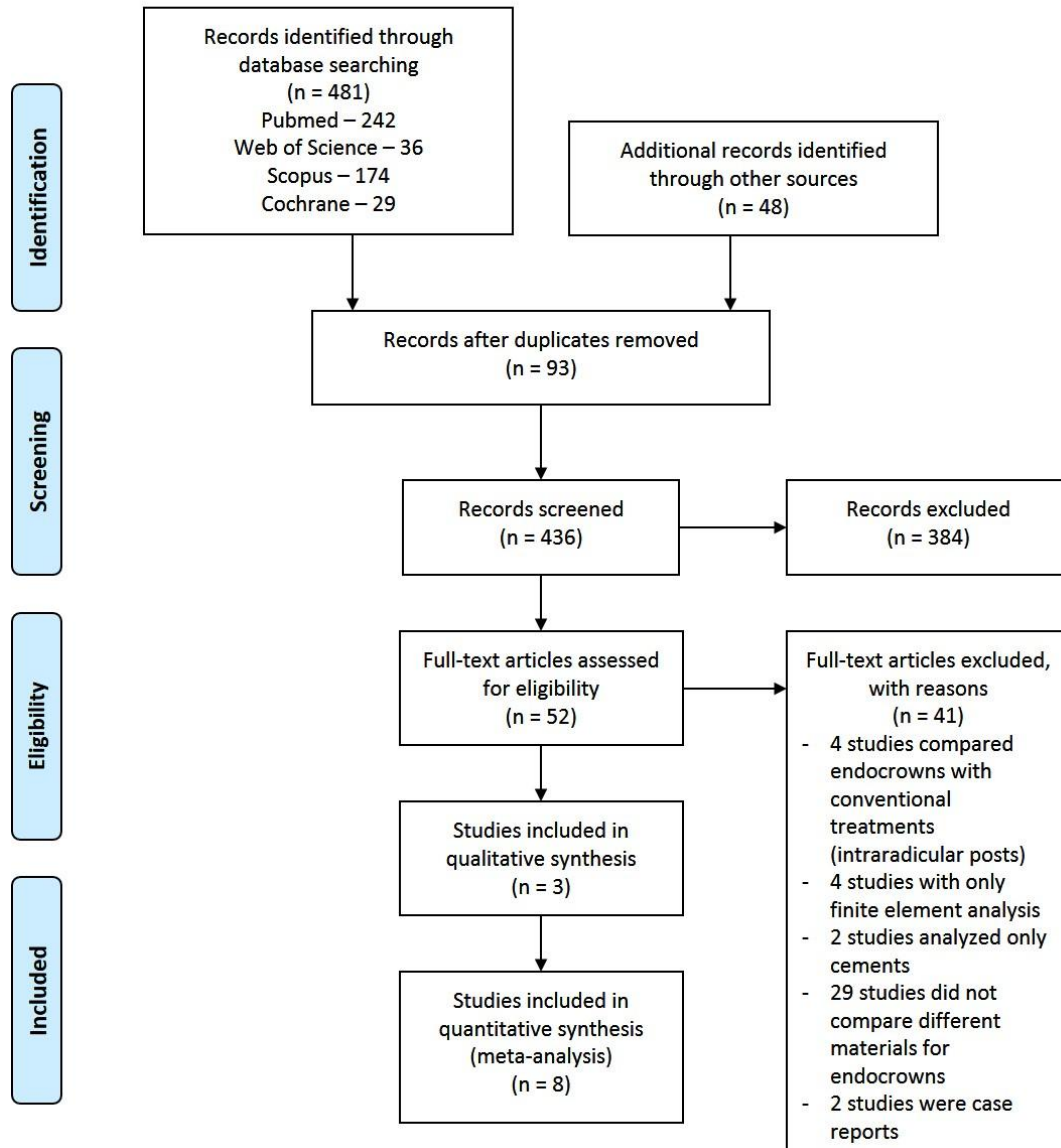 Identification
Records identified through
database searching
(n = 481)
Pubmed – 242
Web of Science – 36
Scopus – 174
Cochrane – 29
Additional records identified
through other sources
(n = 48)
Records after duplicates removed
(n = 93)
Screening
Records screened
(n = 436)
Records excluded
(n = 384)
Eligibility
Full-text articles assessed
for eligibility
(n = 52)
Full-text articles excluded,
with reasons
(n = 41)
- 4 studies compared
endocrowns with
conventional
treatments
(intraradicular posts)
- 4 studies with only
finite element analysis
- 2 studies analyzed only
cements
- 29 studies did not
compare different
materials for
endocrowns
- 2 studies were case
reports
Studies included in
qualitative synthesis
(n = 3)
Included
Studies included in
quantitative synthesis
(meta-analysis)
(n = 8)